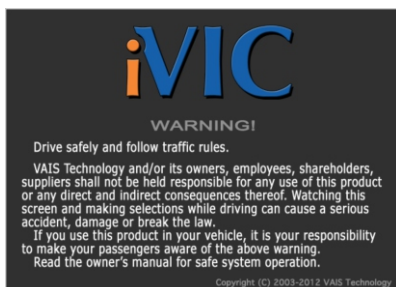 iVIC
WARNING!
Drive safely and follow traffic rules.
VAIS Technology and/or its owners, employees, shareholders,
suppliers shall not be held responsible for any use of this product
or any direct and indirect consequences thereof. Watching this
screen and making selections while driving can cause a serious
accident, damage or break the law.
If you use this product in your vehicle, it is your responsibility
to make your passengers aware of the above warning.
Read the owner's manual for safe system operation.
Copyright (C) 2003-2012 VAIS Technology